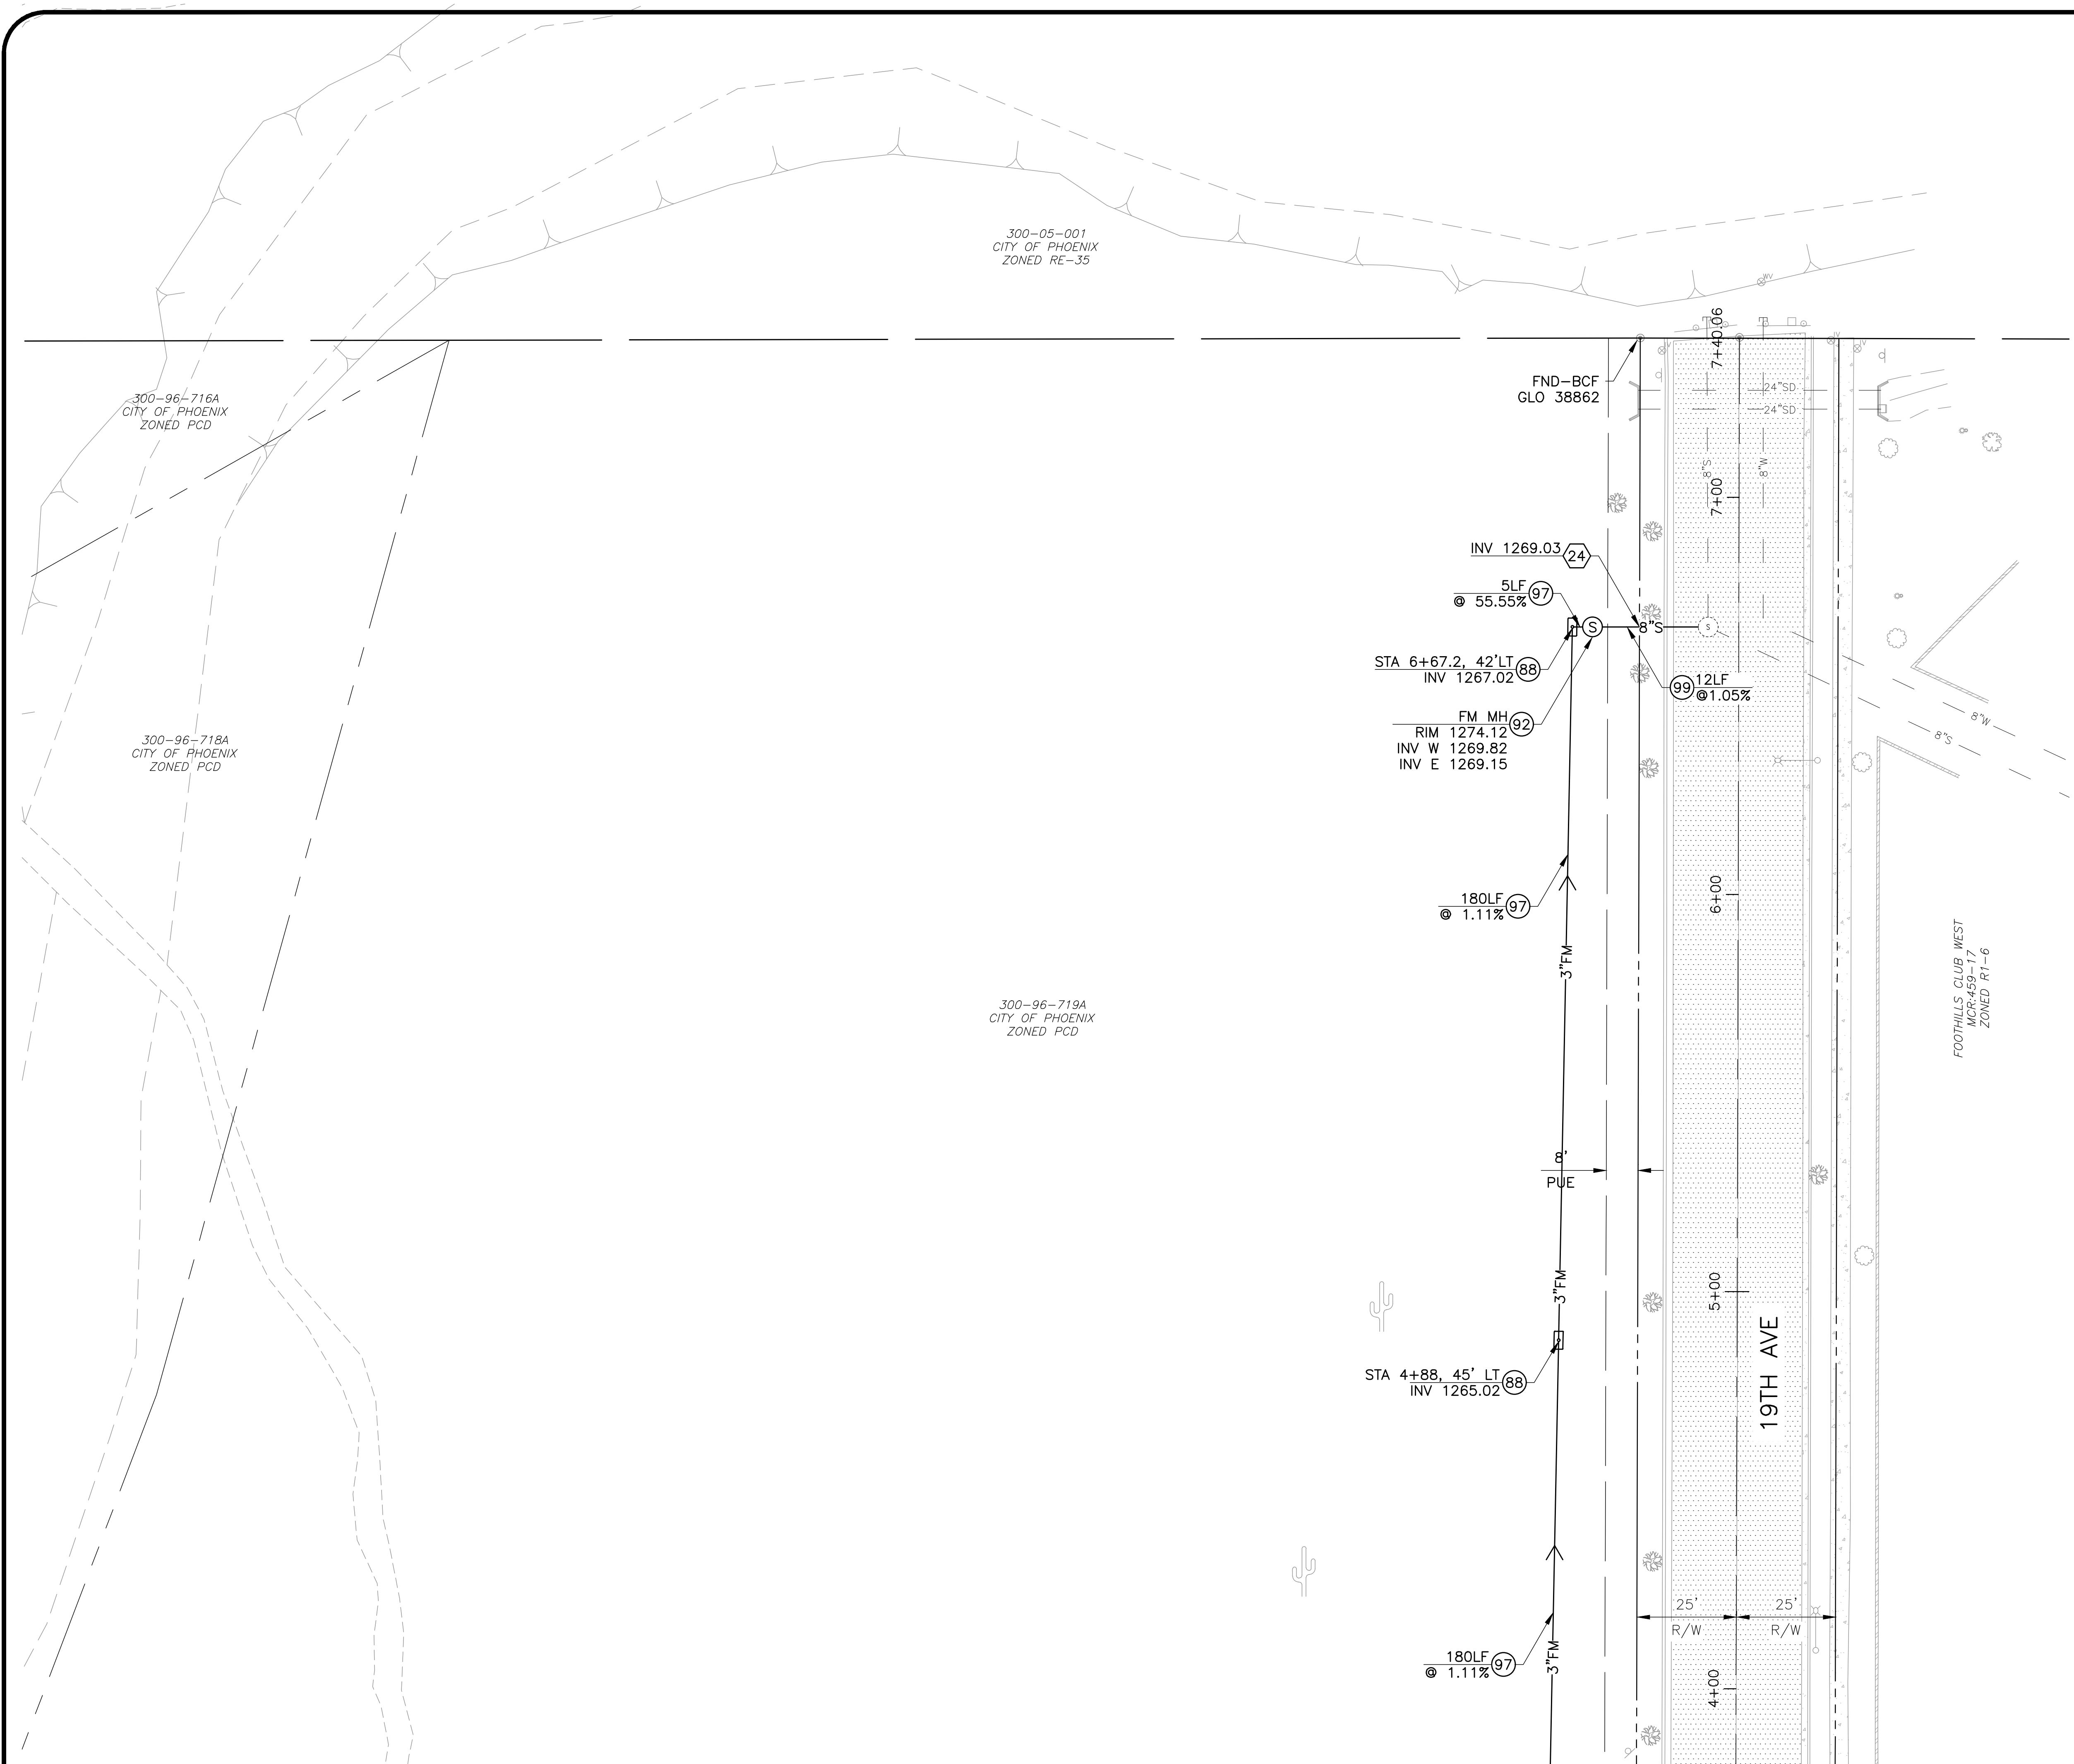 300-05-001
CITY OF PHOENIX
ZONED RE-35
WV
7+40.06
V
IV
V
FND-BCF
GLO 38862
24"SD
24"SD
300-96-716A
CITY OF PHOENIX
ZONED PCD
8"S
8"W
7+00
INV 1269.03 24
5LF 97
@ 55.55%
S
8"S
S
STA 6+67.2, 42'LT 88
INV 1267.02
99 12LF
@1.05%
FM MH 92
RIM 1274.12
INV W 1269.82
INV E 1269.15
8"W
8"S
300-96-718A
CITY OF PHOENIX
ZONED PCD
180LF 97
@ 1.11%
6+00
3"FM
FOOTHILLS CLUB WEST
MCR:459-17
ZONED R1-6
300-96-719A
CITY OF PHOENIX
ZONED PCD
8'
PUE
3"FM
5+00
19TH AVE
STA 4+88, 45' LT 88
INV 1265.02
25'
R/W
25'
R/W
180LF 97
@ 1.11%
3"FM
4+00